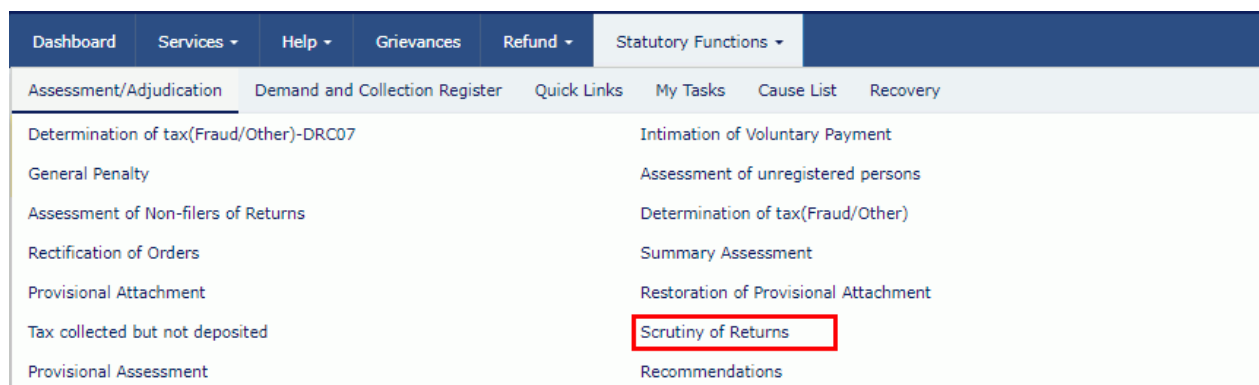 Dashboard Services Help Grievances Refund Statutory Functions
Assessment/Adjudication Demand and Collection Register Quick Links My Tasks Cause List Recovery
Determination of tax(Fraud/Other)-DRC07 Intimation of Voluntary Payment
General Penalty Assessment of unregistered persons
Assessment of Non-filers of Returns Determination of tax(Fraud/Other)
Rectification of Orders Summary Assessment
Provisional Attachment Restoration of Provisional Attachment
Tax collected but not deposited Scrutiny of Returns
Provisional Assessment Recommendations